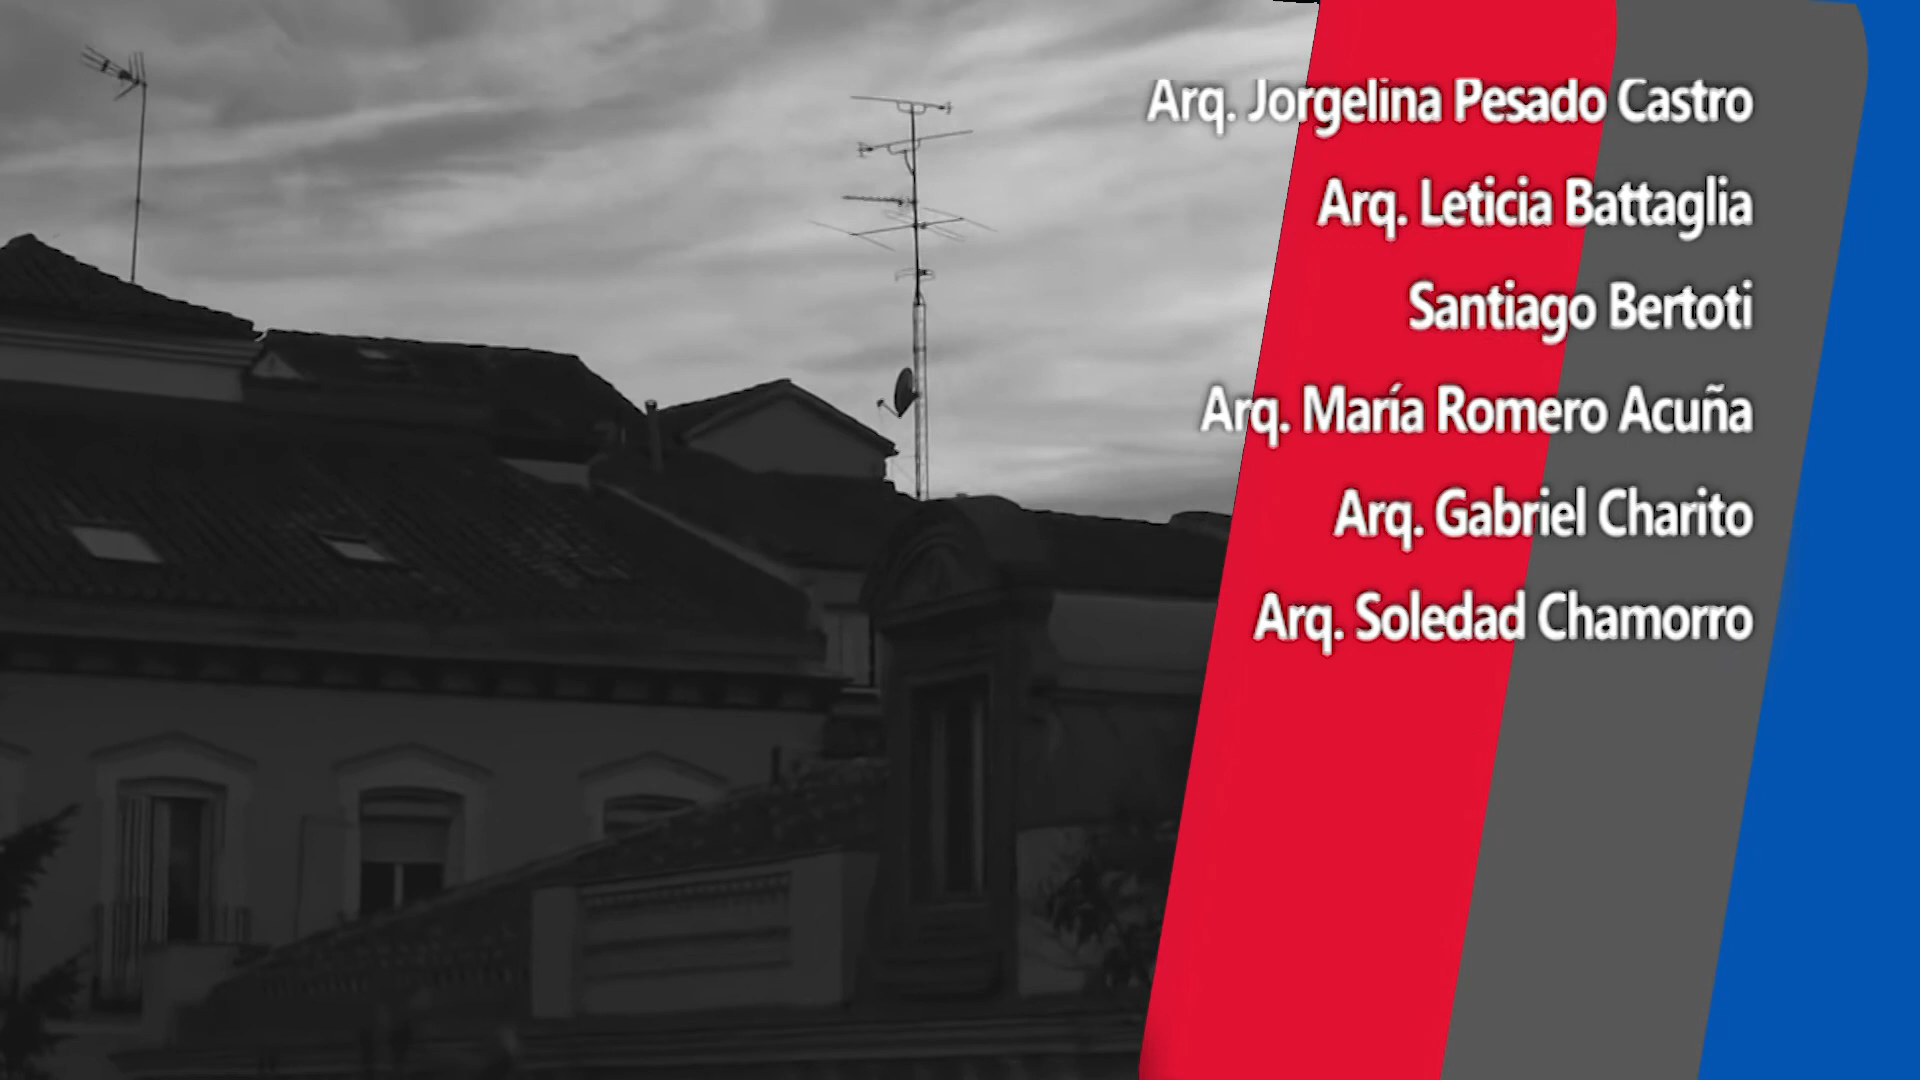 Arq. Jorgelina Pesado Castro
Arq. Leticia Battaglia
Santiago Bertoti
Arq. María Romero Acuña
Arq. Gabriel Charito
Arq. Soledad Chamorro